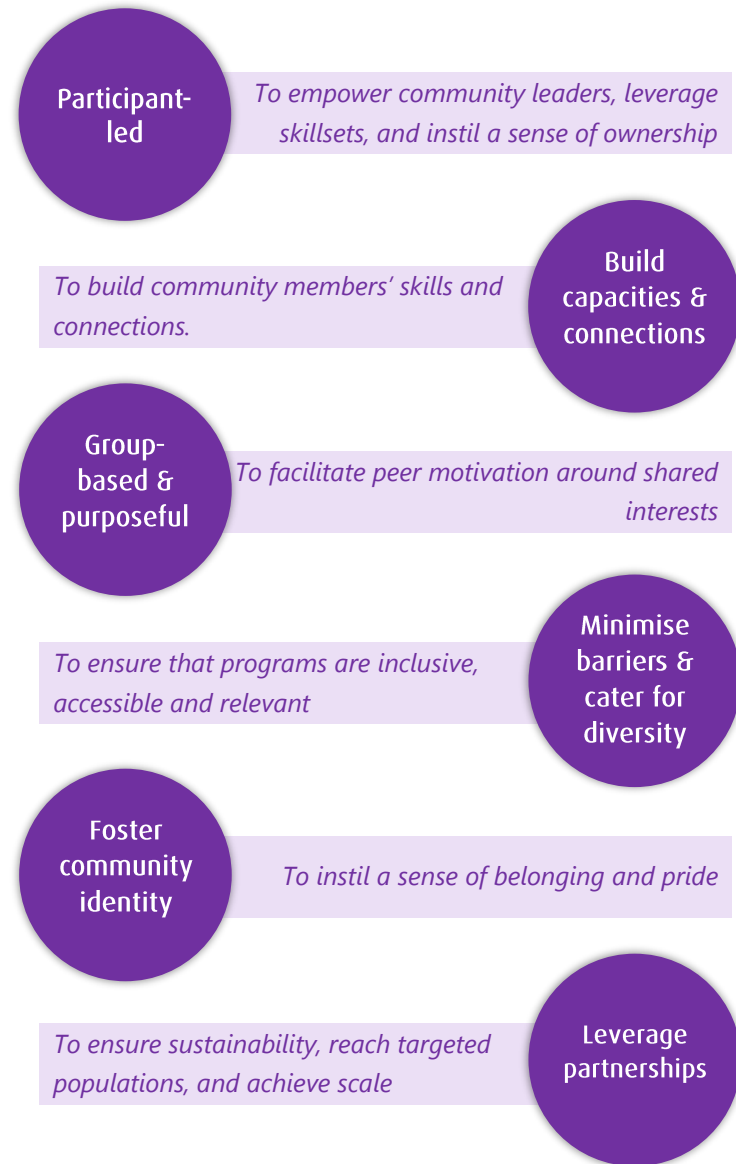 Participant-
led
To empower community leaders, leverage
skillsets, and instil a sense of ownership
Build
capacities &
connections
To build community members’ skills and
connections.
Group-
based &
purposeful
To facilitate peer motivation around shared
interests
Minimise
barriers &
cater for
diversity
To ensure that programs are inclusive,
accessible and relevant
Foster
community
identity
To instil a sense of belonging and pride
Leverage
partnerships
To ensure sustainability, reach targeted
populations, and achieve scale